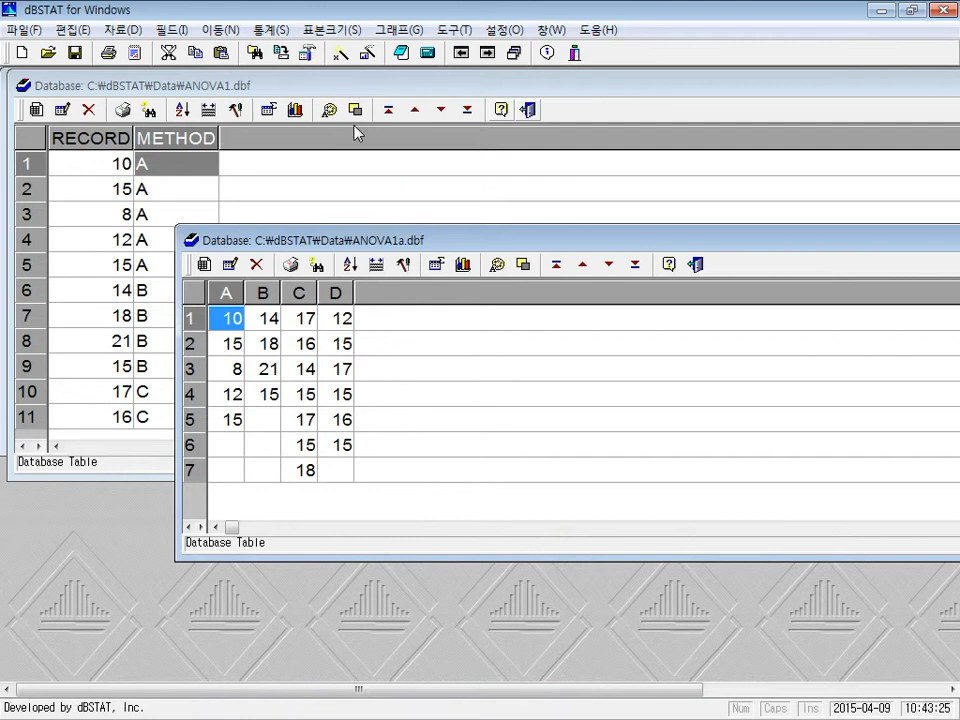 dBSTAT for Windows
파일(F) 편집(E) 자료(D) 필드(I) 이동(N) 통계(S) 표본크기(S) 그래프(G) 도구(T) 설정(O) 창(W) 도움(H)
Database: C:₩dBSTAT₩Data₩ANOVA1.dbf
RECORD METHOD
1 10 A
2 15 A
3 8 A
4 12 A
5 15 A
6 14 B
7 18 B
8 21 B
9 15 B
10 17 C
11 16 C
Database Table
Database: C:₩dBSTAT₩Data₩ANOVA1a.dbf
A B C D
1 10 14 17 12
2 15 18 16 15
3 8 21 14 17
4 12 15 15 15
5 15 17 16
6 15 15
7 18
Database Table
Developed by dBSTAT, Inc.
Num Caps Ins 2015-04-09 10:43:25